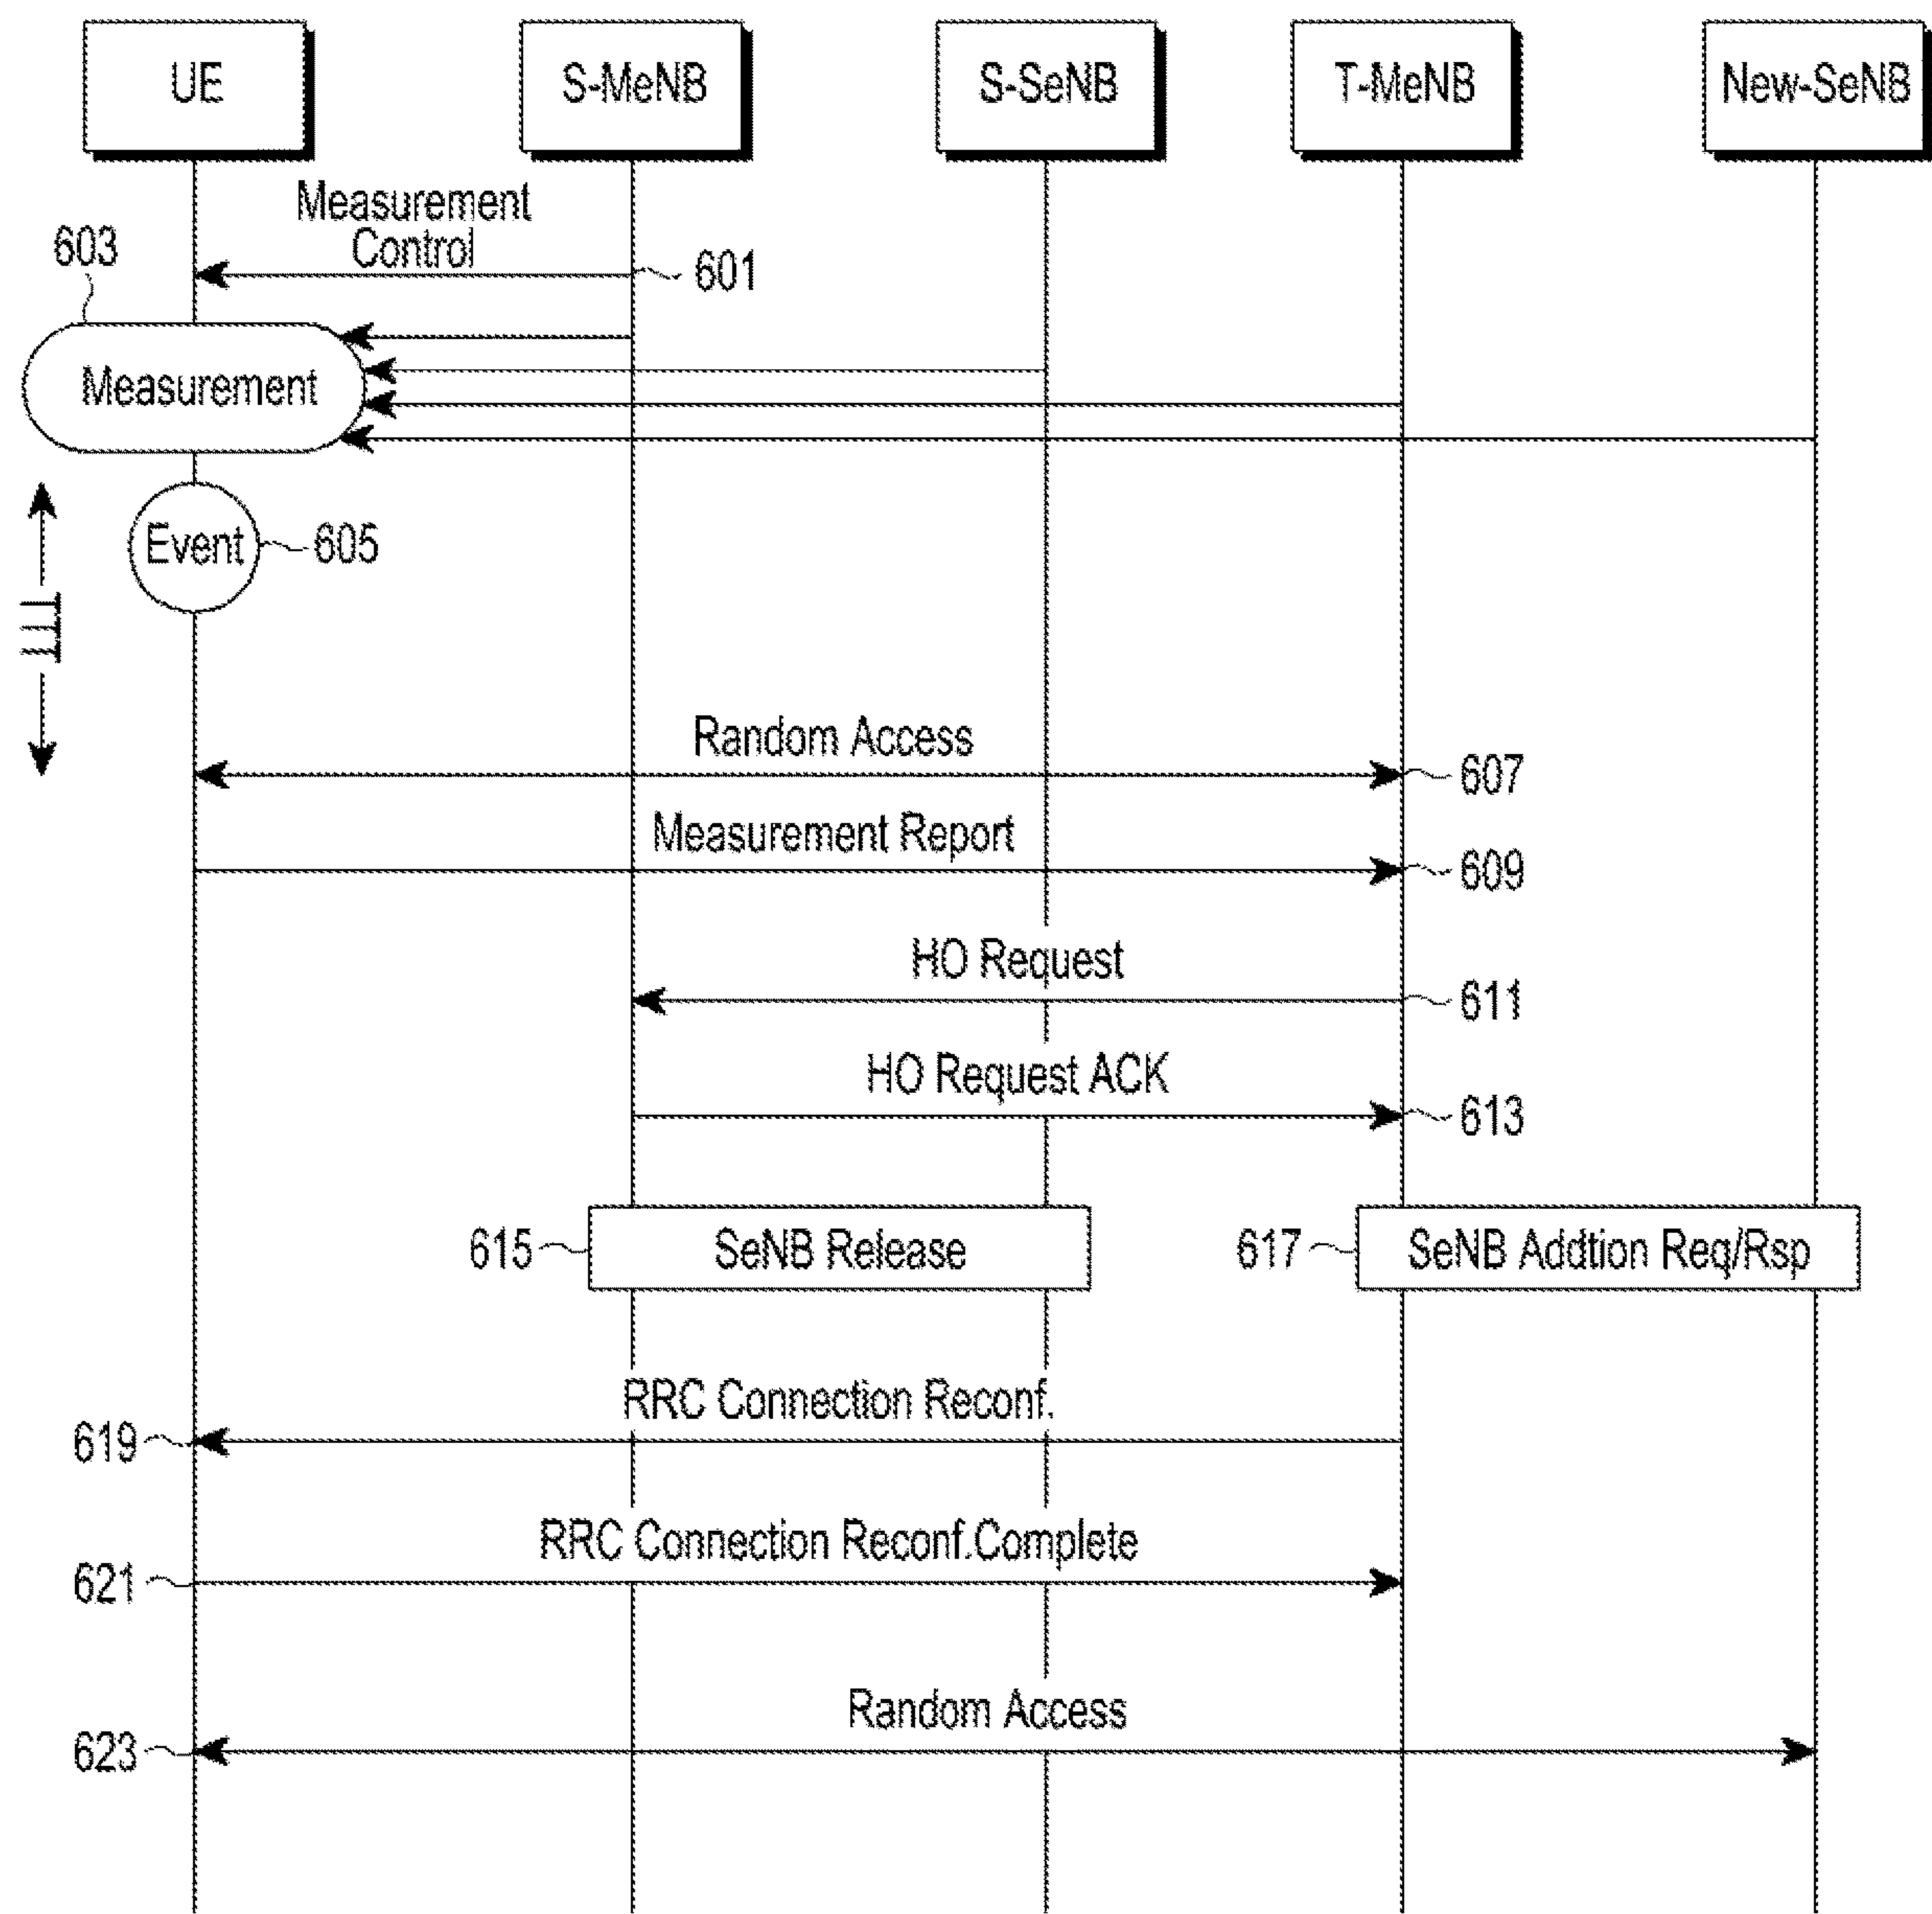 UE
S-MeNB
S-SeNB
T-MeNB
New-SeNB
Measurement
Control
601
603
Measurement
Event
605
TTT
Random Access
607
Measurement Report
609
HO Request
611
HO Request ACK
613
615
SeNB Release
617
SeNB Addtion Req/Rsp
RRC Connection Reconf.
619
RRC Connection Reconf.Complete
621
Random Access
623